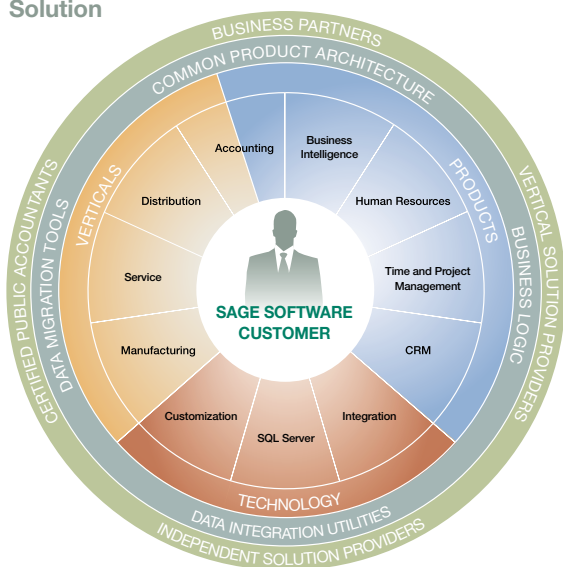 Solution
BUSINESS PARTNERS
COMMON PRODUCT ARCHITECTURE
CERTIFIED PUBLIC ACCOUNTANTS
DATA MIGRATION TOOLS
VERTICALS
PRODUCTS
BUSINESS LOGIC
VERTICAL SOLUTION PROVIDERS
Accounting
Business
Intelligence
Distribution
Human Resources
Service
Time and Project
Management
SAGE SOFTWARE
CUSTOMER
Manufacturing
CRM
Customization
SQL Server
Integration
TECHNOLOGY
DATA INTEGRATION UTILITIES
INDEPENDENT SOLUTION PROVIDERS